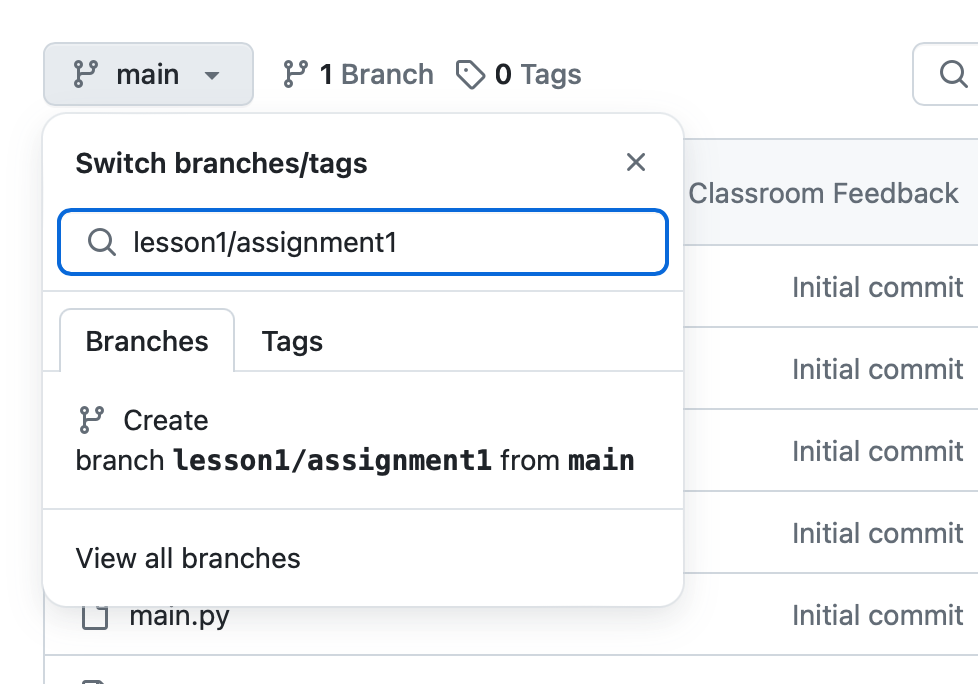 main 1 Branch 0 Tags
Switch branches/tags
Classroom Feedback
lesson1/assignment1
Initial commit
Branches Tags
Initial commit
Create
branch lesson1/assignment1 from main
Initial commit
Initial commit
View all branches
main.py Initial commit